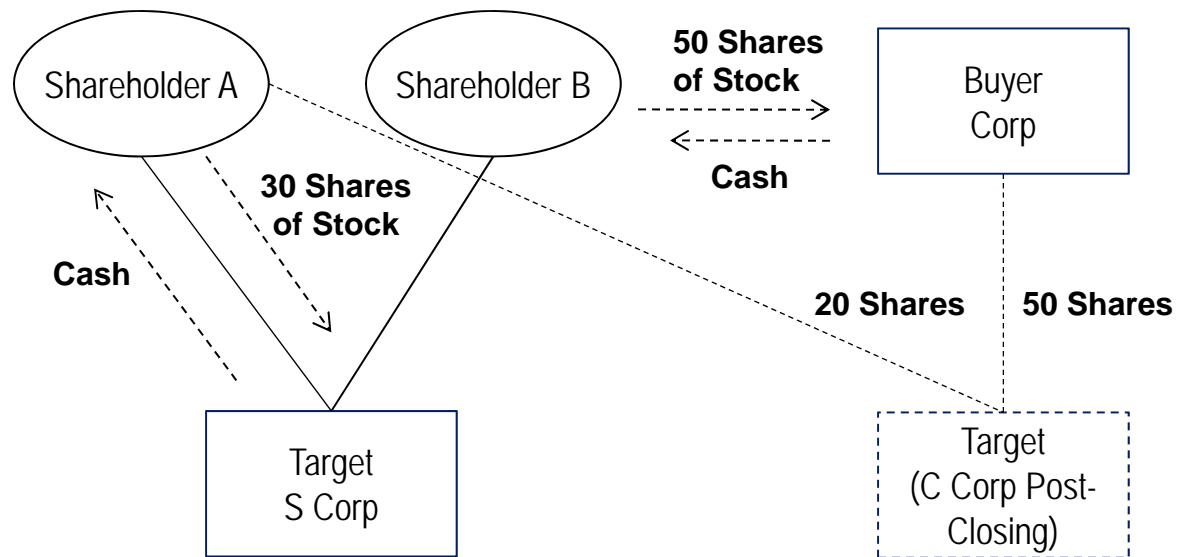 Shareholder A
Shareholder B
50 Shares
of Stock
Cash
Buyer
Corp
30 Shares
of Stock
Cash
20 Shares
50 Shares
Target
S Corp
Target
(C Corp Post-
Closing)